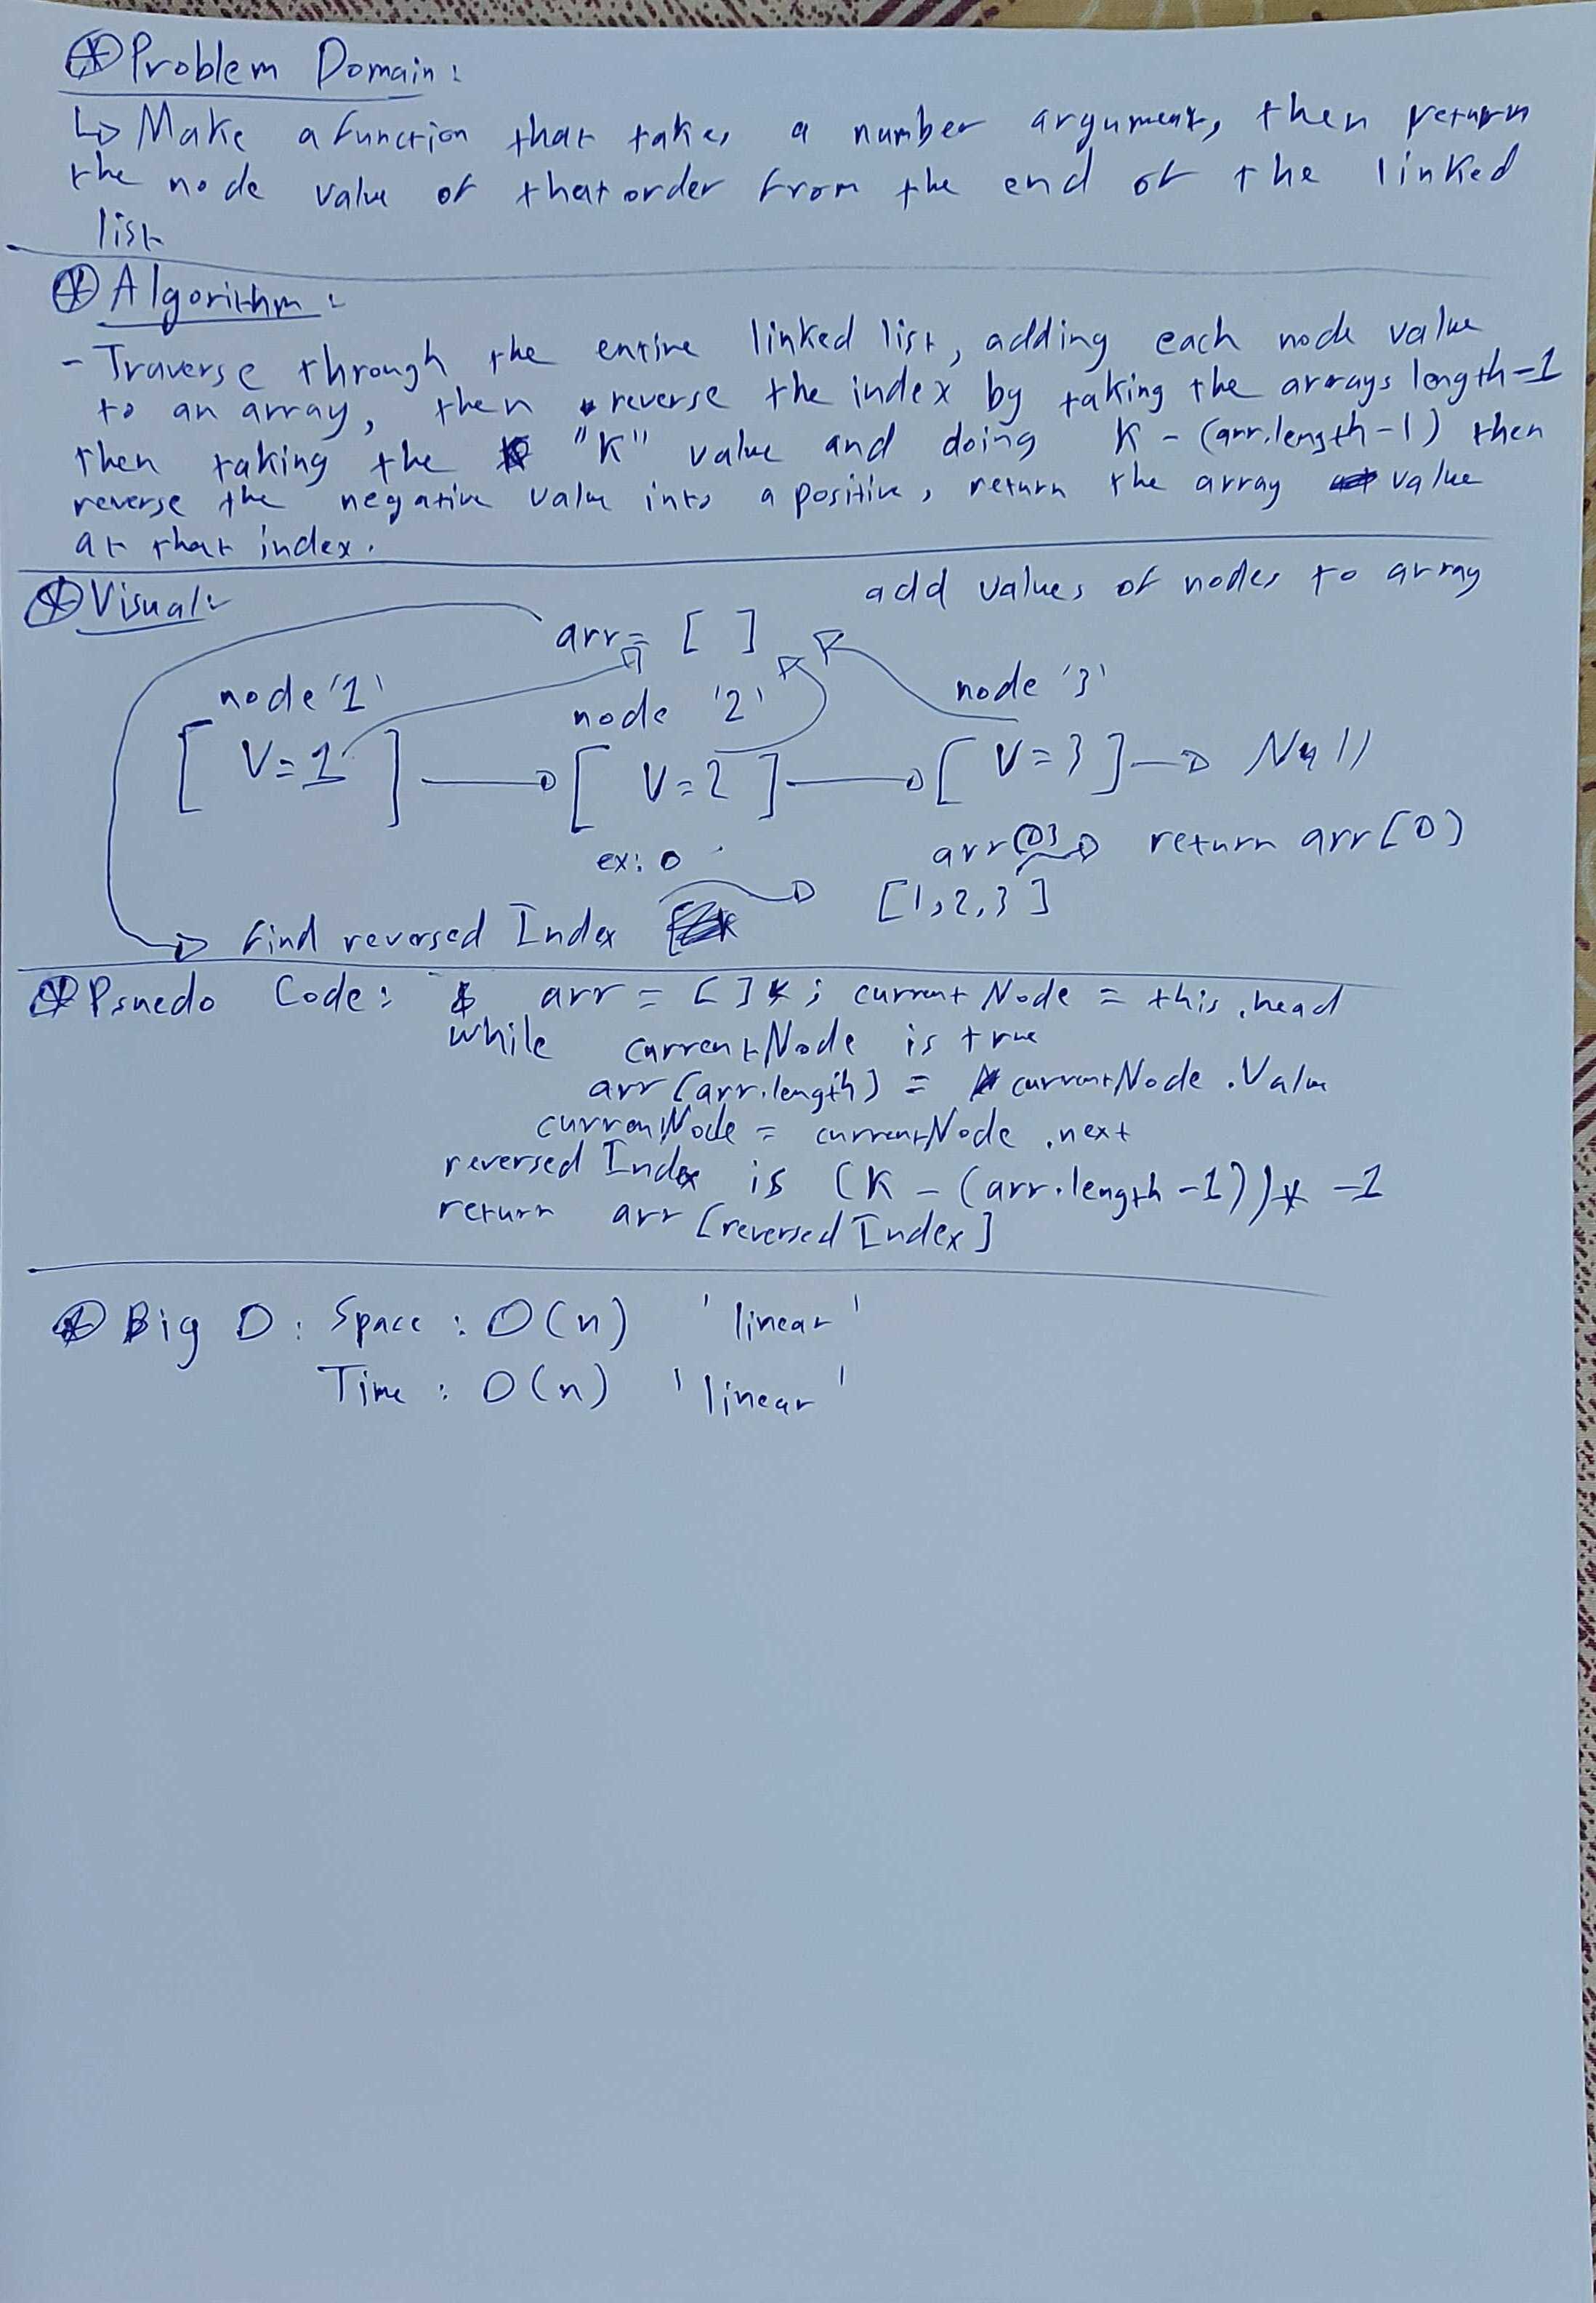 Problem Domain:
Make a function that takes a number argument, then return
the node value of that order from the end of the linked
list
Algorithm:
- Traverse through the entire linked list, adding each node value
to an array, then reverse the index by taking the arrays length-1
then taking the "K" value and doing K - (arr.length-1) then
reverse the negative value into a positive, return the array value
at that index.
Visual:
add values of nodes to array
arr = [ ]
node '1'
node '2'
node '3'
[ V=1 ] [ V=2 ] [ V=3 ] Null
ex: 0
arr[0] return arr[0]
[1,2,3]
find reversed Index
Psuedo Code: arr = [ ]; current Node = this.head
while currentNode is true
arr[arr.length] = currentNode.Value
currentNode = currentNode.next
reversed Index is (K - (arr.length-1)) * -1
return arr [reversed Index]
Big O: Space: O(n) 'linear'
Time: O(n) 'linear'